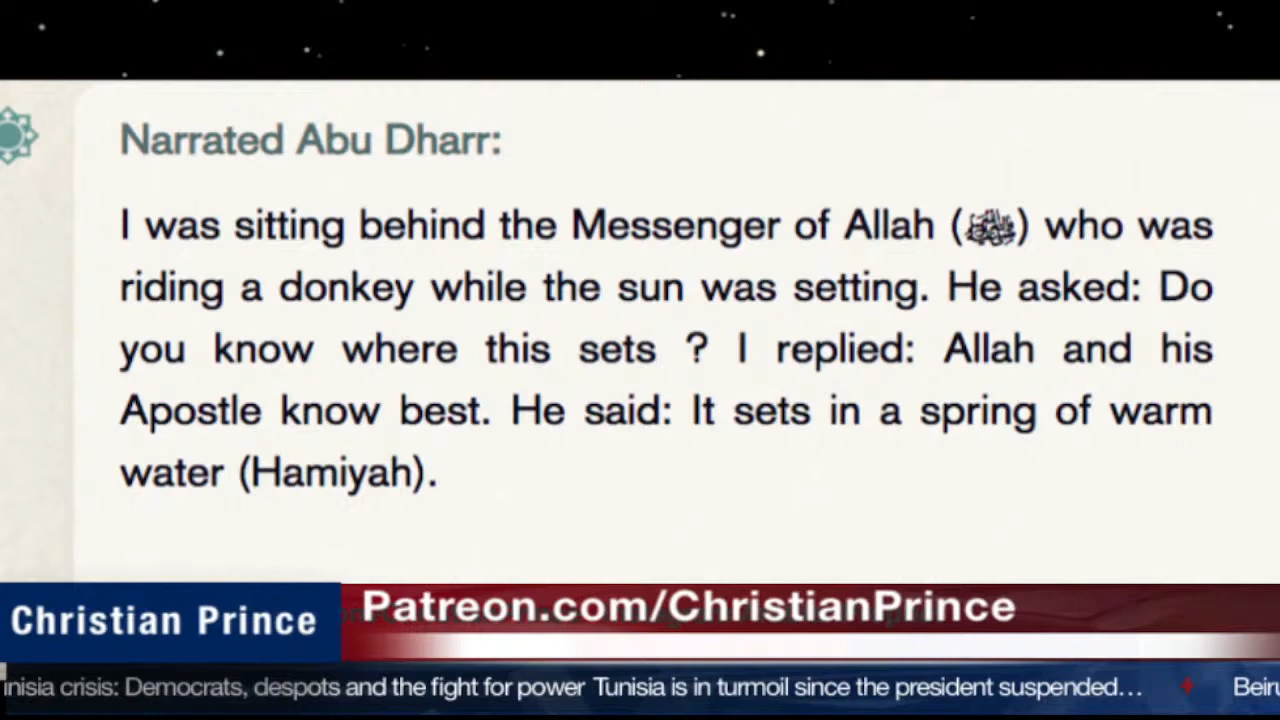 Narrated Abu Dharr:
I was sitting behind the Messenger of Allah (ﷺ) who was
riding a donkey while the sun was setting. He asked: Do
you know where this sets ? I replied: Allah and his
Apostle know best. He said: It sets in a spring of warm
water (Hamiyah).
Christian Prince
Patreon.com/ChristianPrince
inisia crisis: Democrats, despots and the fight for power Tunisia is in turmoil since the president suspended… Beiru